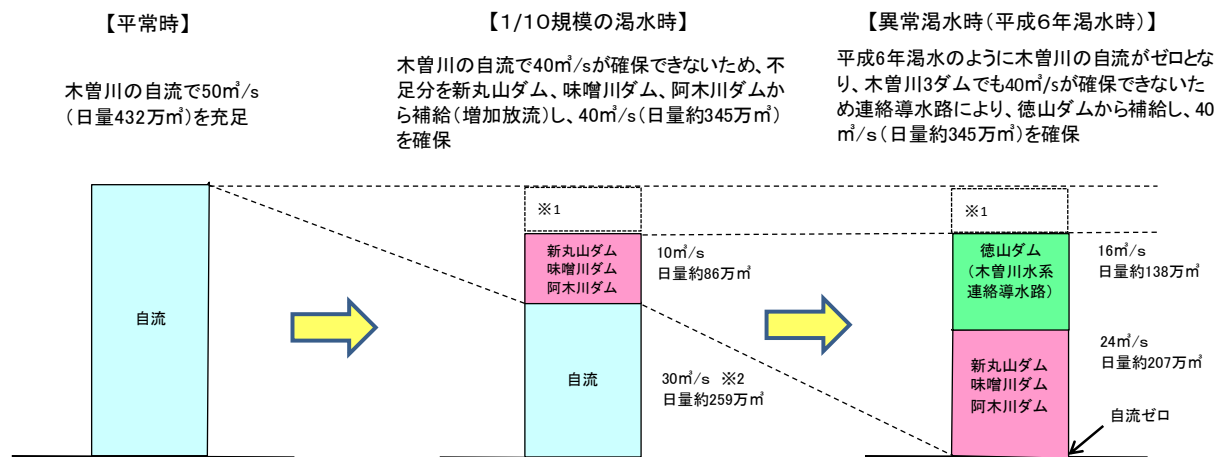 【平常時】
木曽川の自流で50㎥/s
(日量432万㎥)を充足
自流
【1/10規模の渇水時】
木曽川の自流で40㎥/sが確保できないため、不
足分を新丸山ダム、味噌川ダム、阿木川ダムか
ら補給(増加放流)し、40㎥/s(日量約345万㎥)
を確保
※1
新丸山ダム
味噌川ダム
阿木川ダム
10㎥/s
日量約86万㎥
自流
30㎥/s ※2
日量約259万㎥
【異常渇水時(平成6年渇水時)】
平成6年渇水のように木曽川の自流がゼロとな
り、木曽川3ダムでも40㎥/sが確保できないた
め連絡導水路により、徳山ダムから補給し、40
㎥/s(日量約345万㎥)を確保
※1
徳山ダム
(木曽川水系
連絡導水路)
16㎥/s
日量約138万㎥
新丸山ダム
味噌川ダム
阿木川ダム
24㎥/s
日量約207万㎥
自流ゼロ